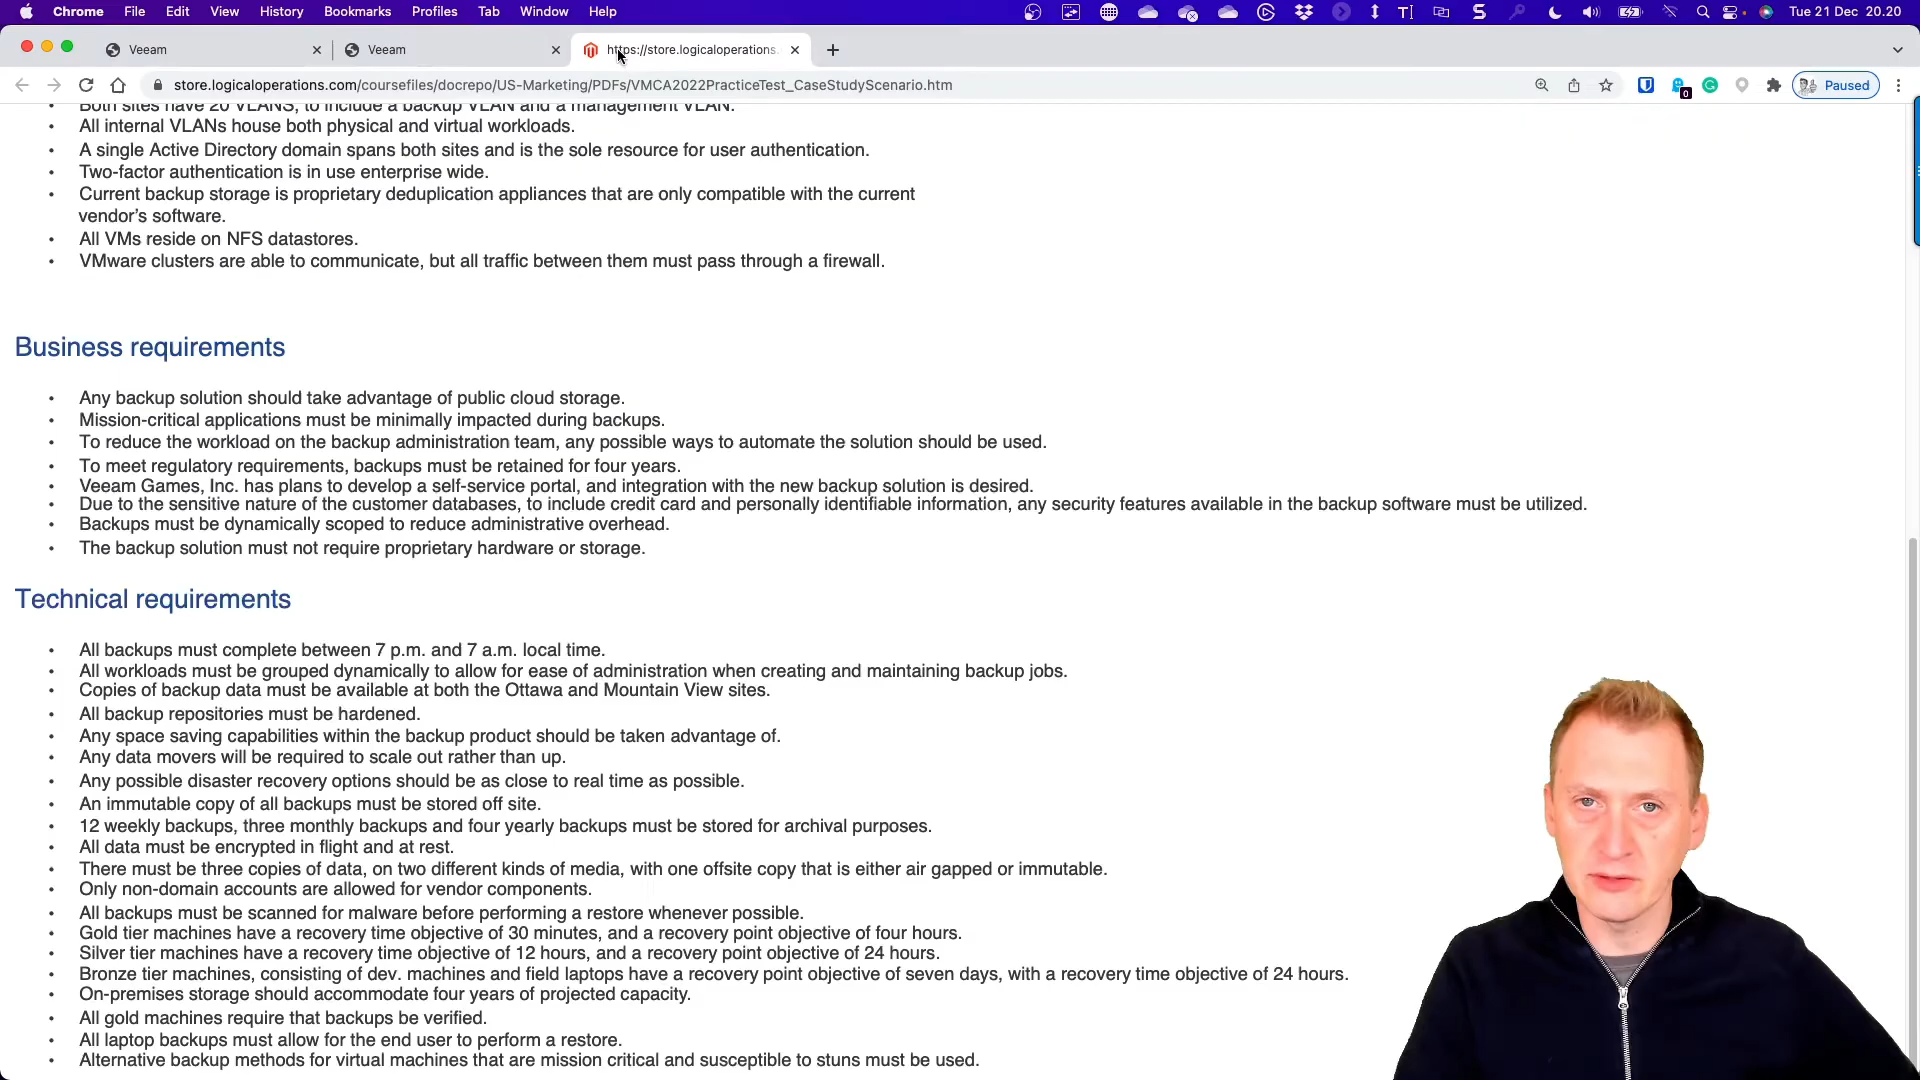 Chrome File Edit View History Bookmarks Profiles Tab Window Help Tue 21 Dec 20.20
Veeam Veeam https://store.logicaloperations.
store.logicaloperations.com/coursefiles/docrepo/US-Marketing/PDFs/VMCA2022PracticeTest_CaseStudyScenario.htm 0 Paused
• Both sites have 20 VLANS, to include a backup VLAN and a management VLAN.
• All internal VLANs house both physical and virtual workloads.
• A single Active Directory domain spans both sites and is the sole resource for user authentication.
• Two-factor authentication is in use enterprise wide.
• Current backup storage is proprietary deduplication appliances that are only compatible with the current
vendor’s software.
• All VMs reside on NFS datastores.
• VMware clusters are able to communicate, but all traffic between them must pass through a firewall.
Business requirements
• Any backup solution should take advantage of public cloud storage.
• Mission-critical applications must be minimally impacted during backups.
• To reduce the workload on the backup administration team, any possible ways to automate the solution should be used.
• To meet regulatory requirements, backups must be retained for four years.
• Veeam Games, Inc. has plans to develop a self-service portal, and integration with the new backup solution is desired.
• Due to the sensitive nature of the customer databases, to include credit card and personally identifiable information, any security features available in the backup software must be utilized.
• Backups must be dynamically scoped to reduce administrative overhead.
• The backup solution must not require proprietary hardware or storage.
Technical requirements
• All backups must complete between 7 p.m. and 7 a.m. local time.
• All workloads must be grouped dynamically to allow for ease of administration when creating and maintaining backup jobs.
• Copies of backup data must be available at both the Ottawa and Mountain View sites.
• All backup repositories must be hardened.
• Any space saving capabilities within the backup product should be taken advantage of.
• Any data movers will be required to scale out rather than up.
• Any possible disaster recovery options should be as close to real time as possible.
• An immutable copy of all backups must be stored off site.
• 12 weekly backups, three monthly backups and four yearly backups must be stored for archival purposes.
• All data must be encrypted in flight and at rest.
• There must be three copies of data, on two different kinds of media, with one offsite copy that is either air gapped or immutable.
• Only non-domain accounts are allowed for vendor components.
• All backups must be scanned for malware before performing a restore whenever possible.
• Gold tier machines have a recovery time objective of 30 minutes, and a recovery point objective of four hours.
• Silver tier machines have a recovery time objective of 12 hours, and a recovery point objective of 24 hours.
• Bronze tier machines, consisting of dev. machines and field laptops have a recovery point objective of seven days, with a recovery time objective of 24 hours.
• On-premises storage should accommodate four years of projected capacity.
• All gold machines require that backups be verified.
• All laptop backups must allow for the end user to perform a restore.
• Alternative backup methods for virtual machines that are mission critical and susceptible to stuns must be used.